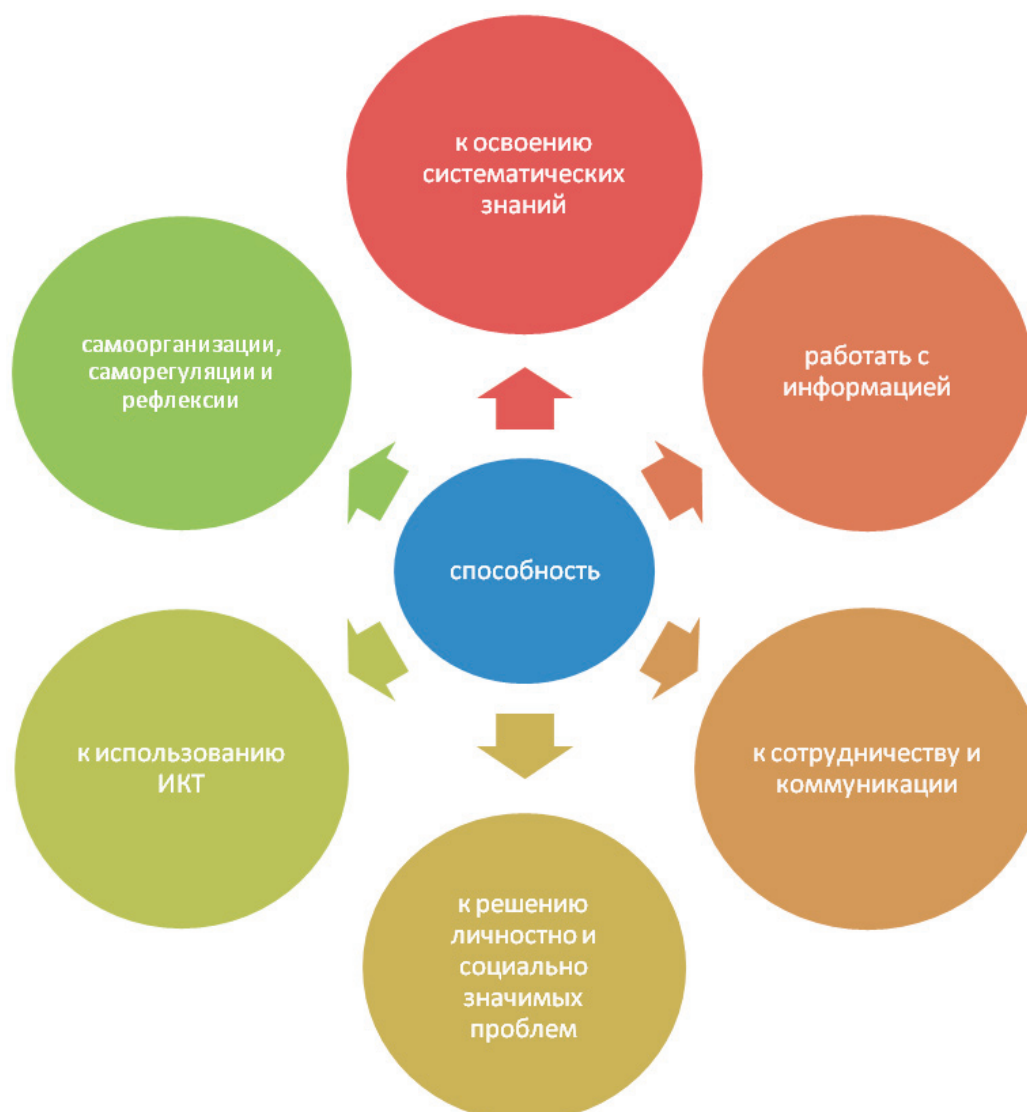 к освоению
систематических
знаний
работать с
информацией
к сотрудничеству и
коммуникации
к решению
личностно и
социально
значимых
проблем
к использованию
ИКТ
самоорганизации,
саморегуляции и
рефлексии
способность